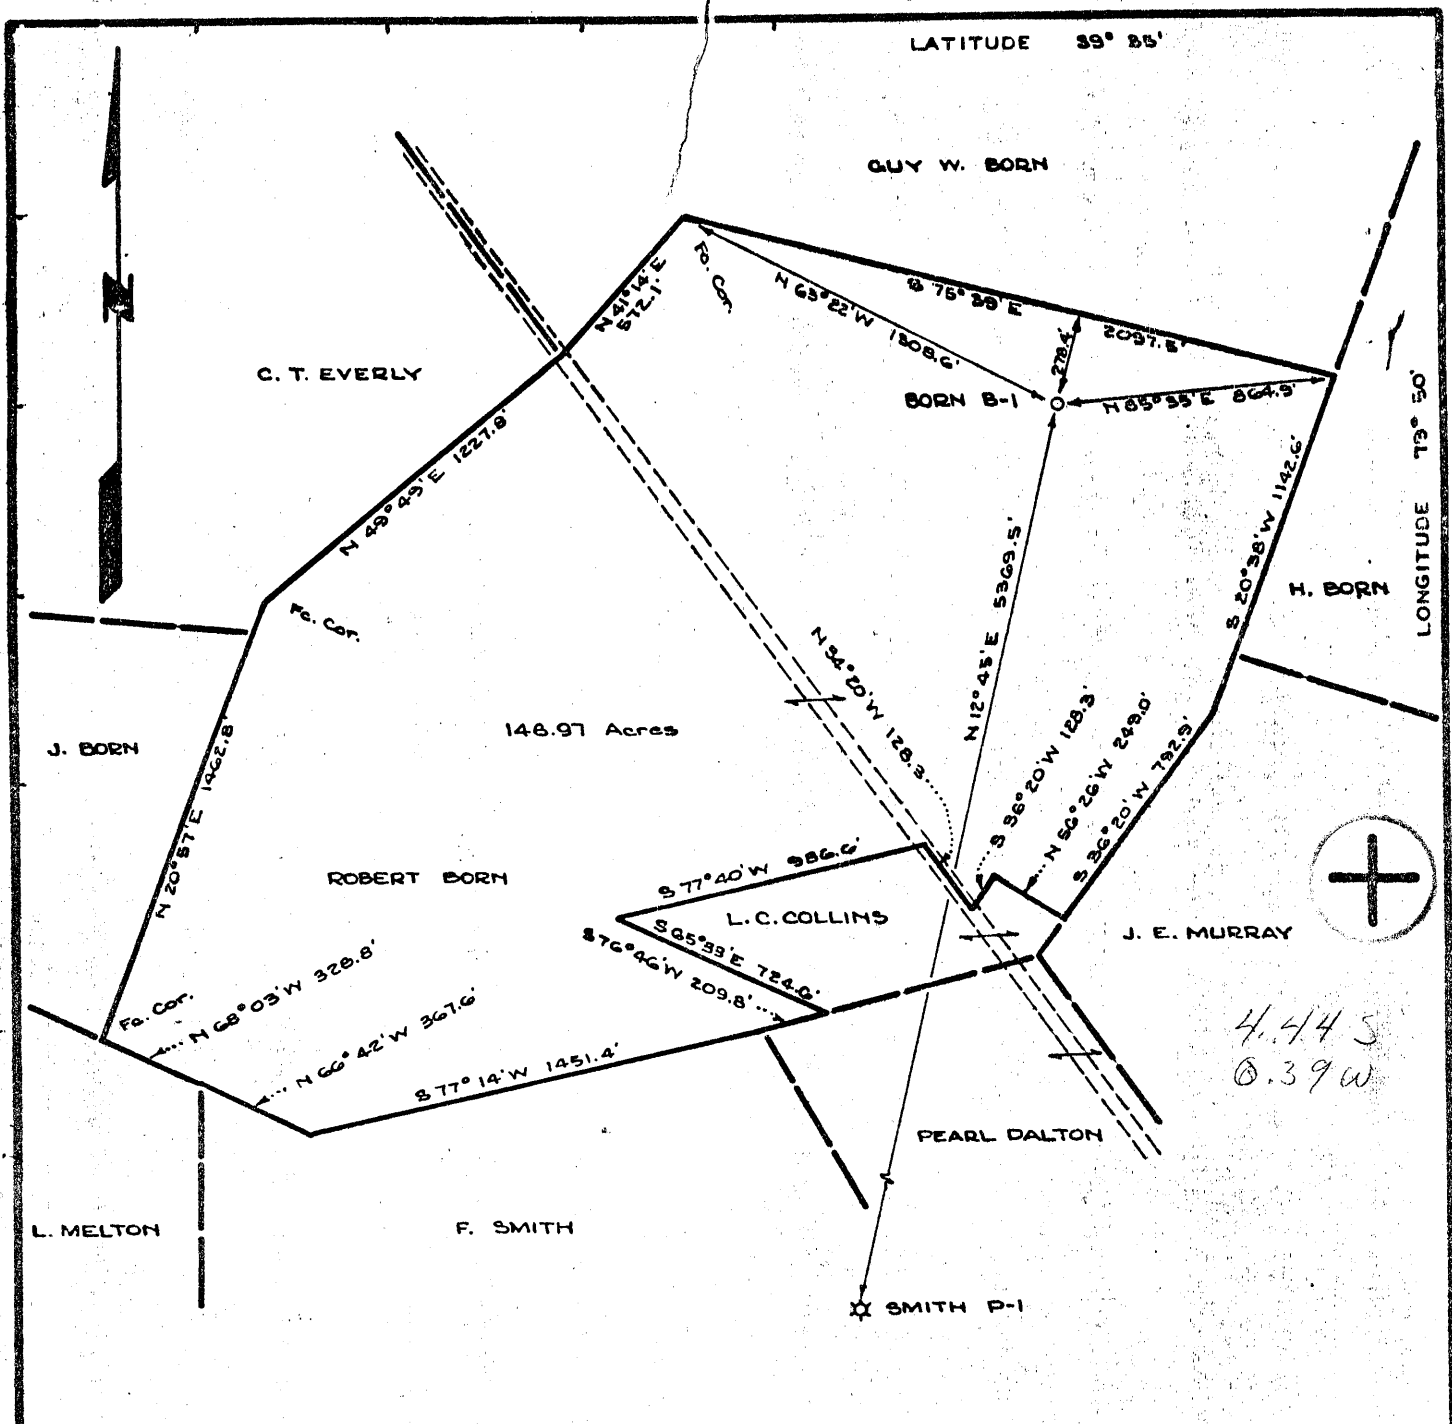 LATITUDE 39° 35'
GUY W. BORN
N 41°14' E
572.1'
Fc. Cor.
N 63°22' W 1308.6'
S 75°39' E
2097.5'
278.4'
C. T. EVERLY
BORN B-1
N 85°35' E 864.9'
LONGITUDE 73° 50'
N 49°49' E 1227.8'
S 20°38' W 1142.6'
N 12°45' E 5369.5'
H. BORN
Fc. Cor.
N 34°20' W 128.3
146.97 Acres
J. BORN
N 20°57' E 1462.8'
S 36°20' W 128.3'
N 56°26' W 249.0'
S 36°20' W 792.9'
ROBERT BORN
S 77°40' W 986.6'
L.C. COLLINS
S 65°33' E 724.6'
S 76°46' W 209.8'
J. E. MURRAY
Fc. Cor.
N 68°03' W 328.8'
N 66°42' W 367.6'
S 77°14' W 1451.4'
4.44 S
0.39 W
PEARL DALTON
L. MELTON
F. SMITH
SMITH P-1